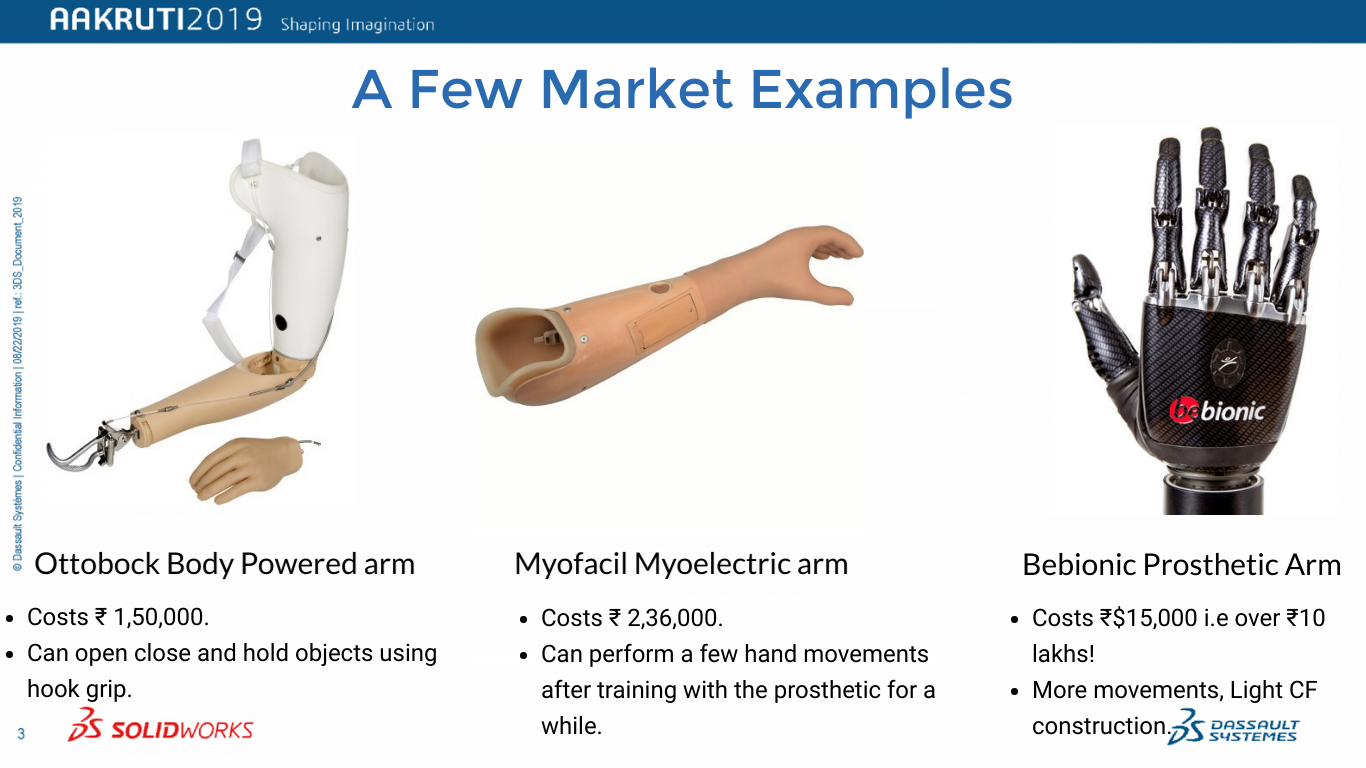 AAKRUTI2019 Shaping Imagination
A Few Market Examples
© Dassault Systèmes | Confidential Information | 08/22/2019 | ref.: 3DS_Document_2019
bebionic
Ottobock Body Powered arm
• Costs ₹ 1,50,000.
• Can open close and hold objects using
hook grip.
Myofacil Myoelectric arm
• Costs ₹ 2,36,000.
• Can perform a few hand movements
after training with the prosthetic for a
while.
Bebionic Prosthetic Arm
• Costs ₹$15,000 i.e over ₹10
lakhs!
• More movements, Light CF
construction.
3
SOLIDWORKS
DASSAULT
SYSTEMES